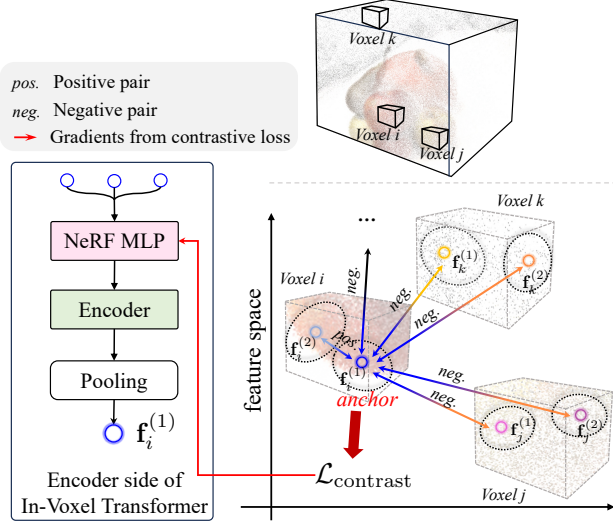 Voxel k
Voxel i
Voxel j
pos. Positive pair
neg. Negative pair
Gradients from contrastive loss
NeRF MLP
Encoder
Pooling
f_i^{(1)}
Encoder side of
In-Voxel Transformer
feature space
...
Voxel k
f_k^{(1)}
f_k^{(2)}
Voxel i
neg.
neg.
neg.
pos.
f_i^{(2)}
f_i^{(1)}
anchor
neg.
neg.
f_j^{(1)}
f_j^{(2)}
Voxel j
\mathcal{L}_{contrast}